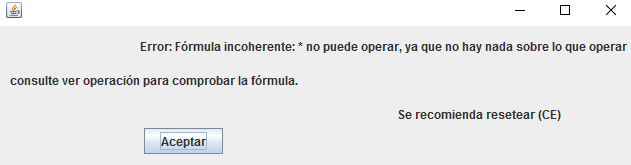 Error: Fórmula incoherente: * no puede operar, ya que no hay nada sobre lo que operar
consulte ver operación para comprobar la fórmula.
Se recomienda resetear (CE)
Aceptar